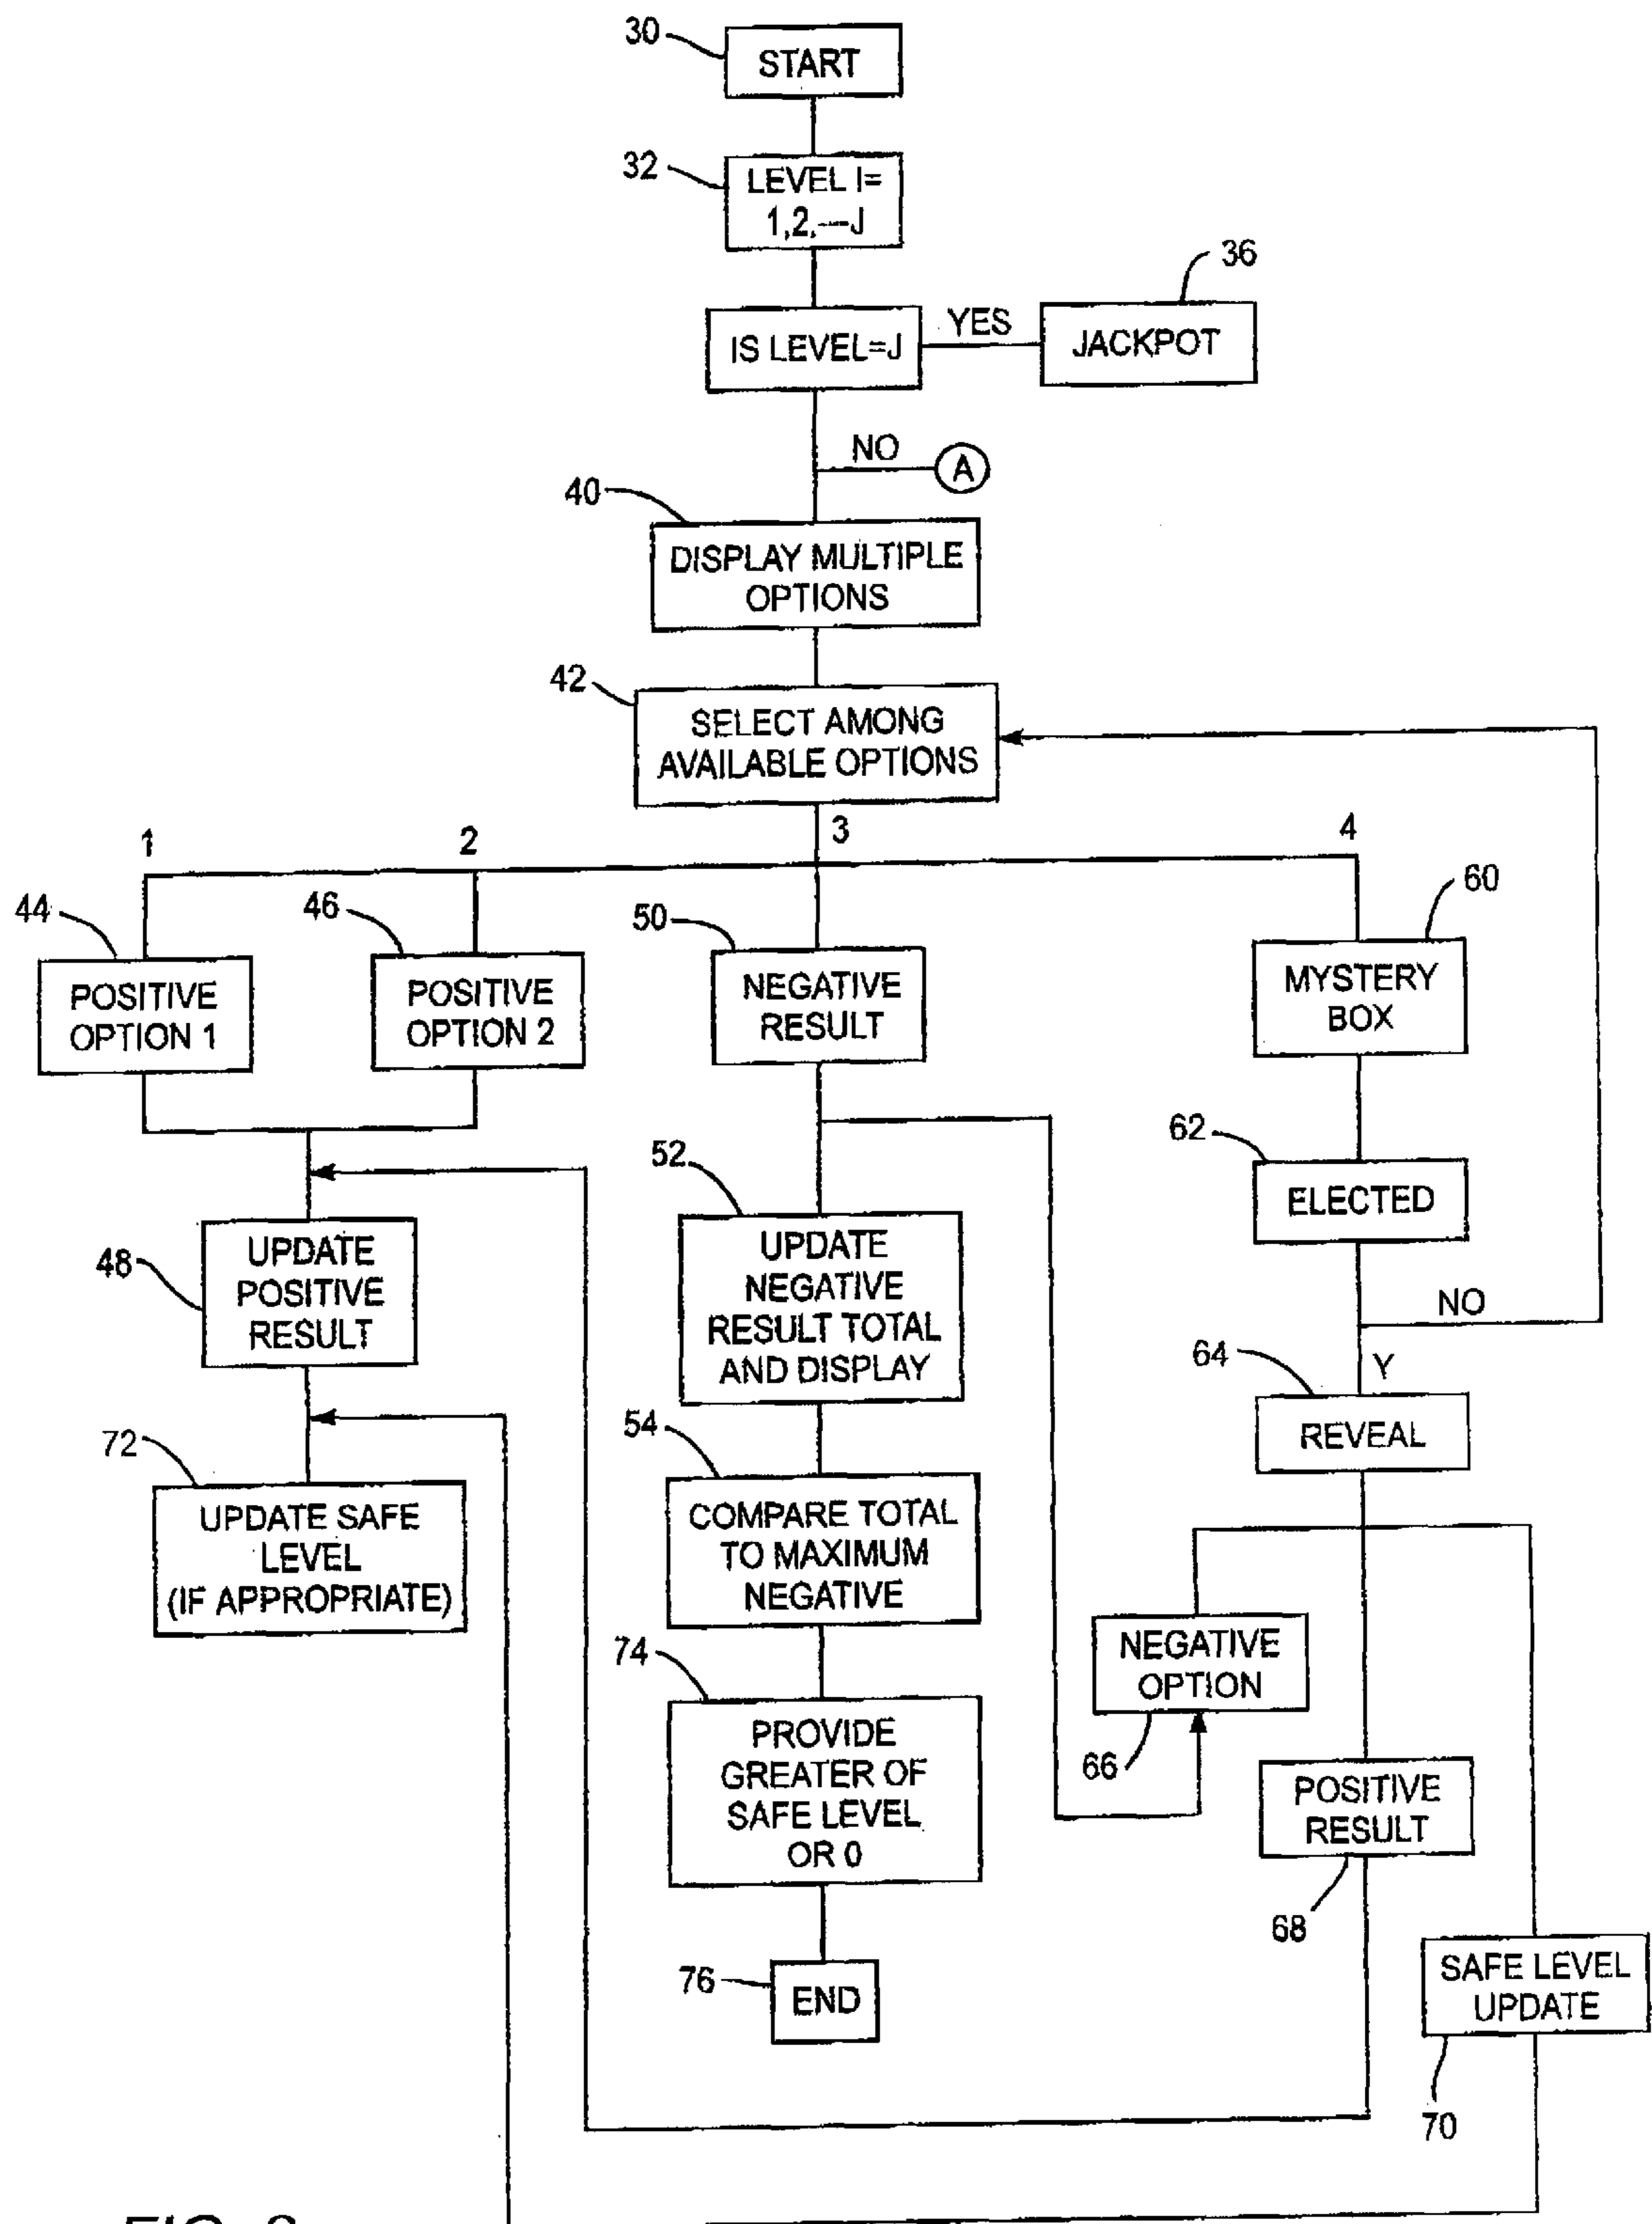 30
START
32
LEVEL I=
1,2,---J
36
IS LEVEL=J
YES
JACKPOT
NO
A
40
DISPLAY MULTIPLE
OPTIONS
42
SELECT AMONG
AVAILABLE OPTIONS
1
2
3
4
44
46
50
60
POSITIVE
OPTION 1
POSITIVE
OPTION 2
NEGATIVE
RESULT
MYSTERY
BOX
62
ELECTED
52
UPDATE
NEGATIVE
RESULT TOTAL
AND DISPLAY
48
UPDATE
POSITIVE
RESULT
NO
64
Y
REVEAL
72
UPDATE SAFE
LEVEL
(IF APPROPRIATE)
54
COMPARE TOTAL
TO MAXIMUM
NEGATIVE
NEGATIVE
OPTION
66
74
PROVIDE
GREATER OF
SAFE LEVEL
OR 0
POSITIVE
RESULT
68
76
END
SAFE LEVEL
UPDATE
70